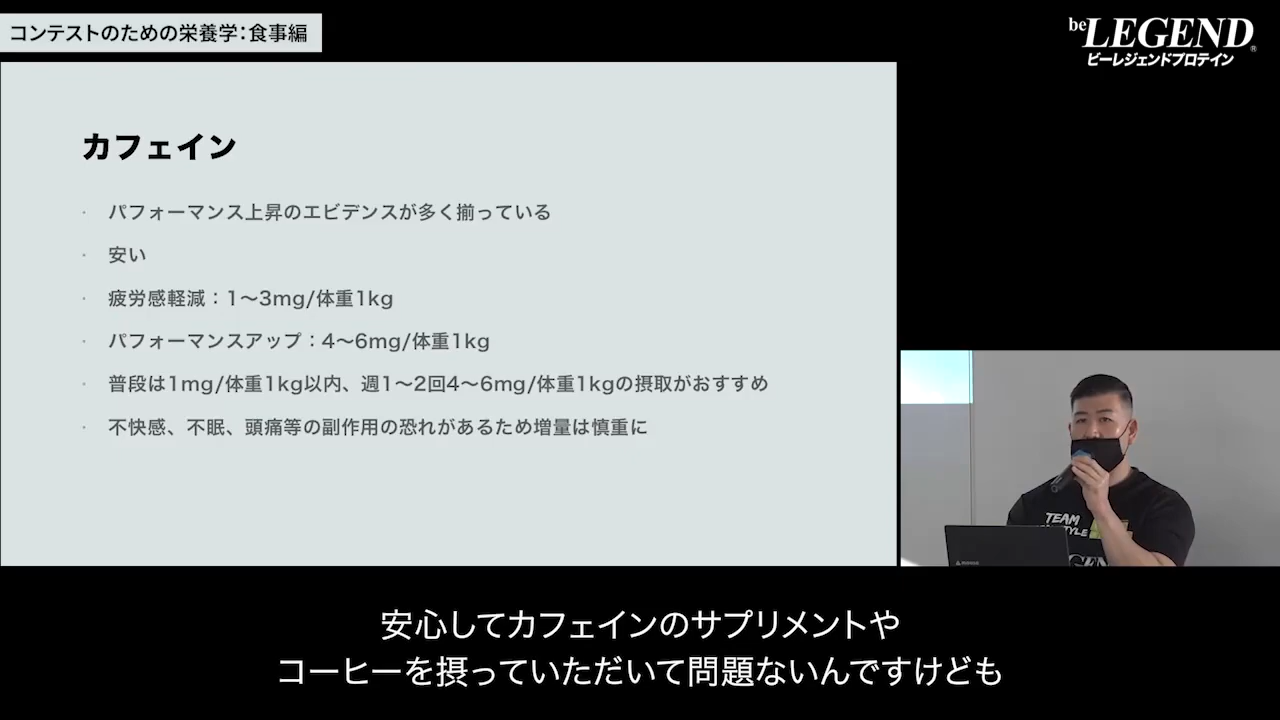 コンテストのための栄養学：食事編
be LEGEND®
ビーレジェンドプロテイン
カフェイン
· パフォーマンス上昇のエビデンスが多く揃っている
· 安い
· 疲労感軽減：1〜3mg/体重1kg
· パフォーマンスアップ：4〜6mg/体重1kg
· 普段は1mg/体重1kg以内、週1〜2回4〜6mg/体重1kgの摂取がおすすめ
· 不快感、不眠、頭痛等の副作用の恐れがあるため増量は慎重に
TEAM
安心してカフェインのサプリメントや
コーヒーを摂っていただいて問題ないんですけども